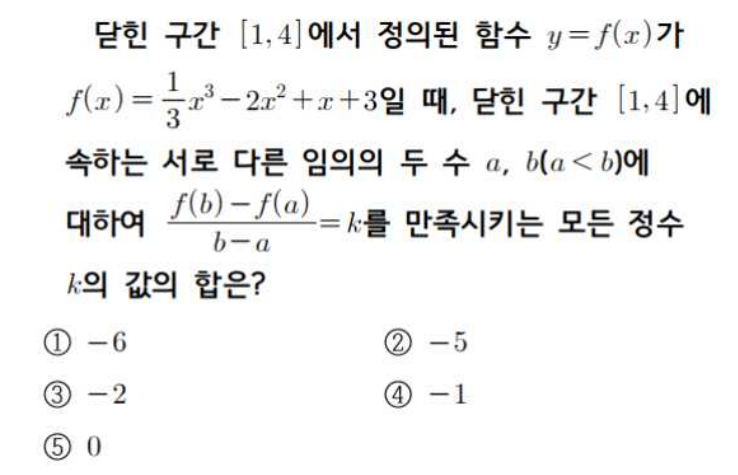 닫힌 구간 [1, 4]에서 정의된 함수 y=f(x)가
f(x)=\frac{1}{3}x^3-2x^2+x+3일 때, 닫힌 구간 [1, 4]에
속하는 서로 다른 임의의 두 수 a, b(a<b)에
대하여 \frac{f(b)-f(a)}{b-a}=k를 만족시키는 모든 정수
k의 값의 합은?
① -6 ② -5
③ -2 ④ -1
⑤ 0